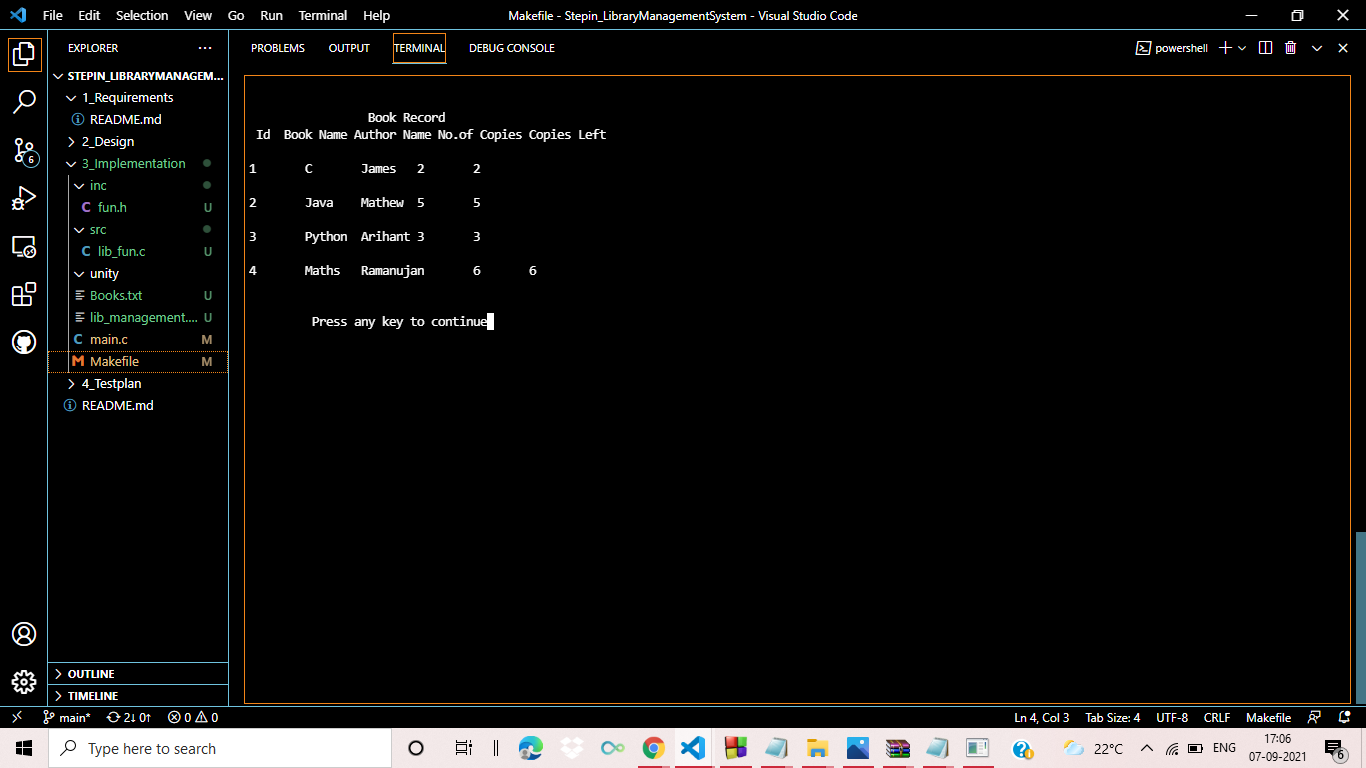 File Edit Selection View Go Run Terminal Help Makefile - Stepin_LibraryManagementSystem - Visual Studio Code
EXPLORER
STEPIN_LIBRARYMANAGEM...
1_Requirements
README.md
2_Design
3_Implementation
inc
fun.h U
src
lib_fun.c U
unity
Books.txt U
lib_management.... U
main.c M
Makefile M
4_Testplan
README.md
OUTLINE
TIMELINE
6
PROBLEMS OUTPUT TERMINAL DEBUG CONSOLE powershell
Book Record
Id Book Name Author Name No.of Copies Copies Left
1 C James 2 2
2 Java Mathew 5 5
3 Python Arihant 3 3
4 Maths Ramanujan 6 6
Press any key to continue
main* 2↓ 0↑ 0 0 Ln 4, Col 3 Tab Size: 4 UTF-8 CRLF Makefile
Type here to search 22°C ENG 17:06
07-09-2021 6